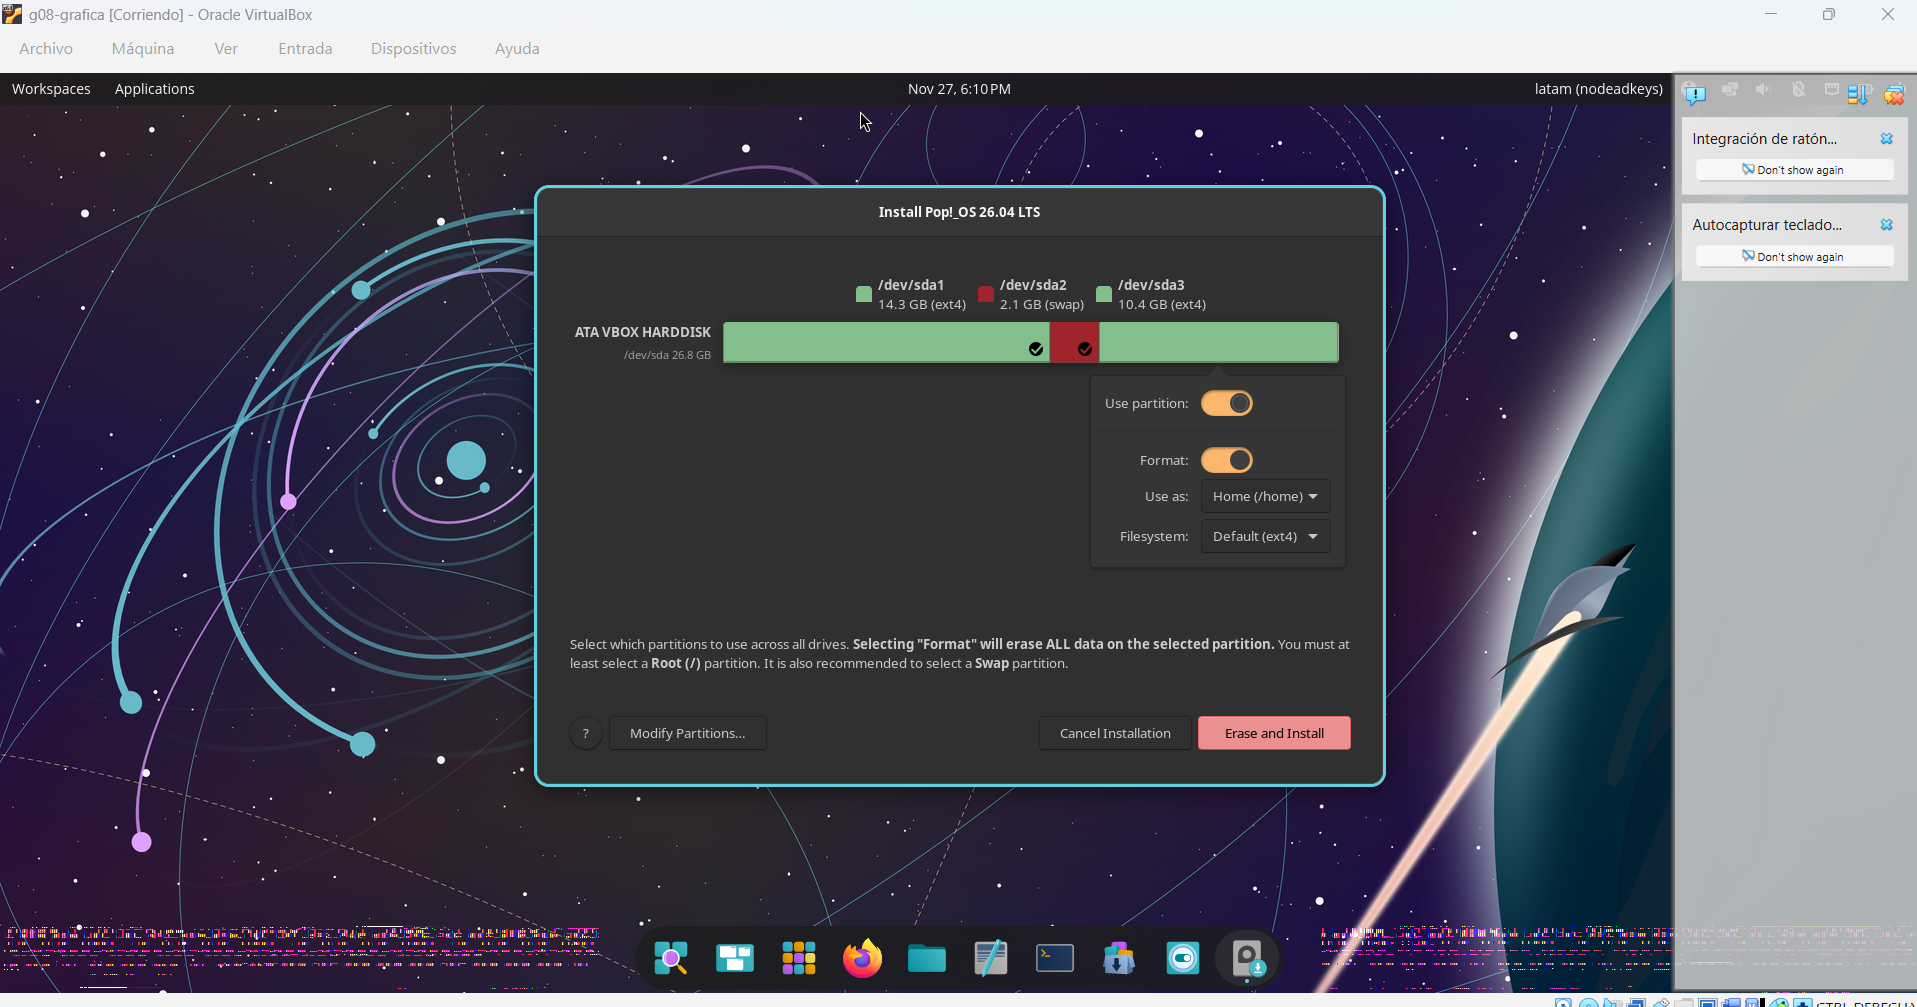 g08-grafica [Corriendo] - Oracle VirtualBox
Archivo Máquina Ver Entrada Dispositivos Ayuda
Workspaces Applications Nov 27, 6:10 PM latam (nodeadkeys)
Integración de ratón...
Don't show again
Autocapturar teclado...
Don't show again
Install Pop!_OS 26.04 LTS
/dev/sda1 /dev/sda2 /dev/sda3
14.3 GB (ext4) 2.1 GB (swap) 10.4 GB (ext4)
ATA VBOX HARDDISK
/dev/sda 26.8 GB
Use partition:
Format:
Use as: Home (/home)
Filesystem: Default (ext4)
Select which partitions to use across all drives. Selecting "Format" will erase ALL data on the selected partition. You must at
least select a Root (/) partition. It is also recommended to select a Swap partition.
? Modify Partitions... Cancel Installation Erase and Install